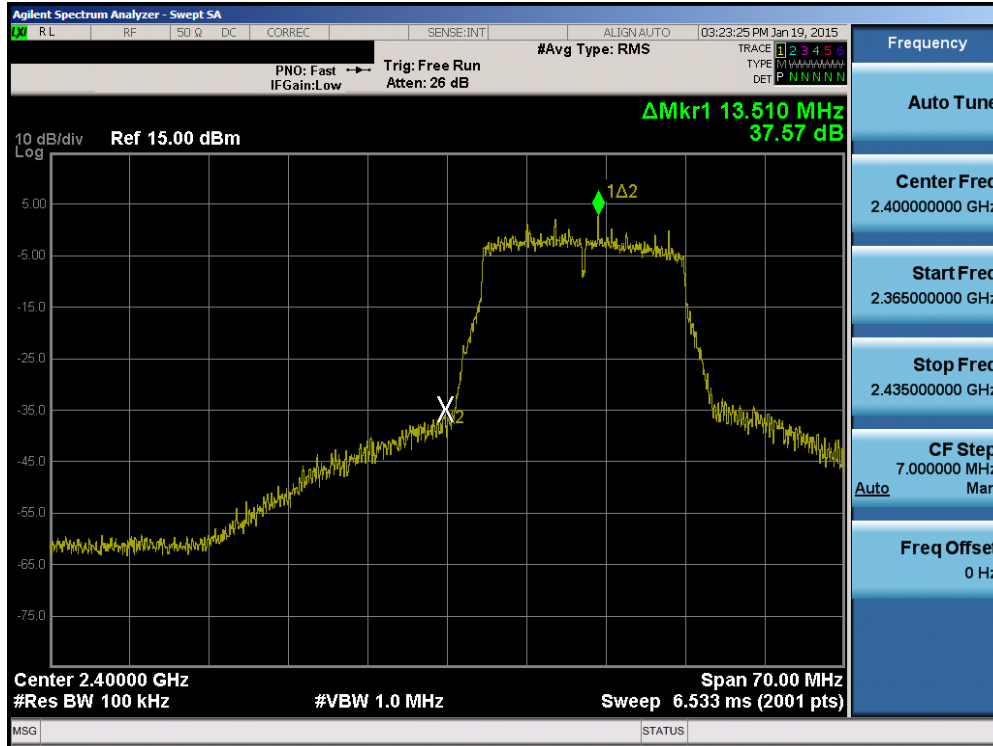 Agilent Spectrum Analyzer - Swept SA
LXI RL RF 50 Ω DC CORREC SENSE:INT ALIGN AUTO 03:23:25 PM Jan 19, 2015
#Avg Type: RMS
TRACE 1 2 3 4 5 6
PNO: Fast Trig: Free Run
TYPE M WWWWW
IFGain:Low Atten: 26 dB
DET P N N N N N
ΔMkr1 13.510 MHz
37.57 dB
10 dB/div Ref 15.00 dBm
Log
5.00
-5.00
-15.0
-25.0
-35.0
-45.0
-55.0
-65.0
-75.0
1Δ2
X2
Center 2.40000 GHz Span 70.00 MHz
#Res BW 100 kHz #VBW 1.0 MHz Sweep 6.533 ms (2001 pts)
MSG STATUS
Frequency
Auto Tune
Center Freq
2.400000000 GHz
Start Freq
2.365000000 GHz
Stop Freq
2.435000000 GHz
CF Step
7.000000 MHz
Auto Man
Freq Offset
0 Hz